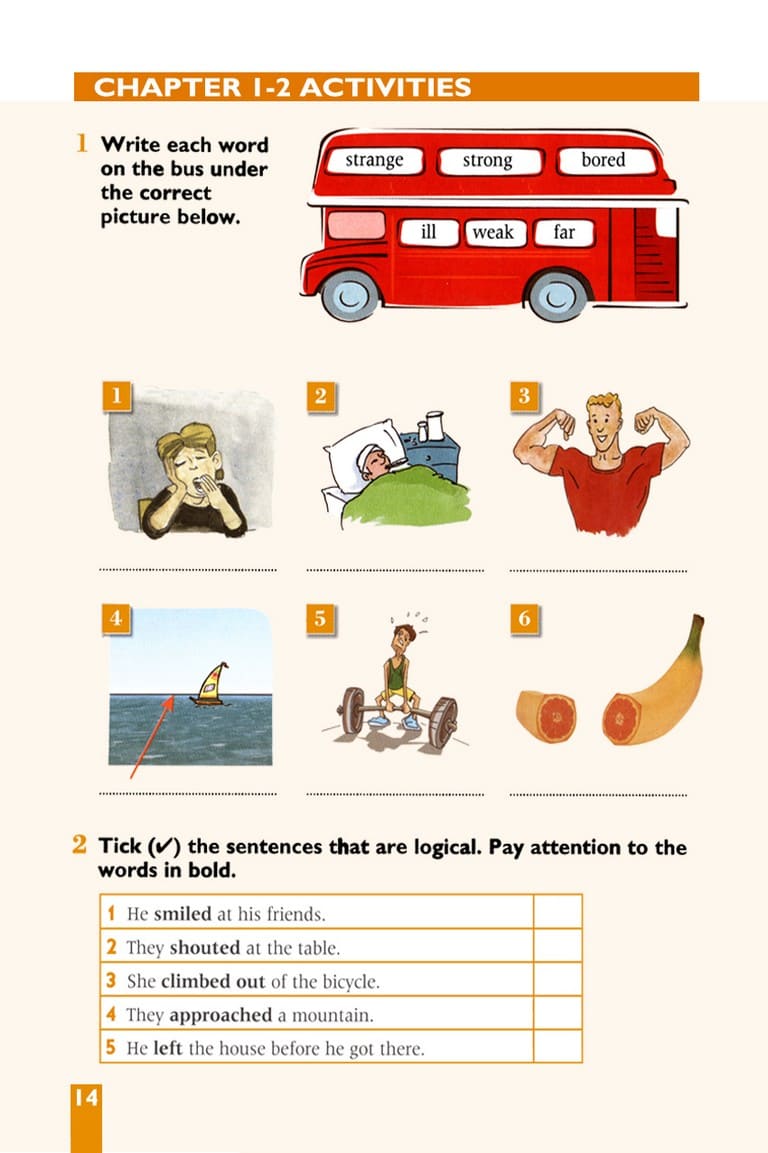 CHAPTER 1-2 ACTIVITIES
1 Write each word
on the bus under
the correct
picture below.
strange strong bored
ill weak far
1 2 3
4 5 6
2 Tick (✔) the sentences that are logical. Pay attention to the
words in bold.
1 He smiled at his friends.
2 They shouted at the table.
3 She climbed out of the bicycle.
4 They approached a mountain.
5 He left the house before he got there.
14